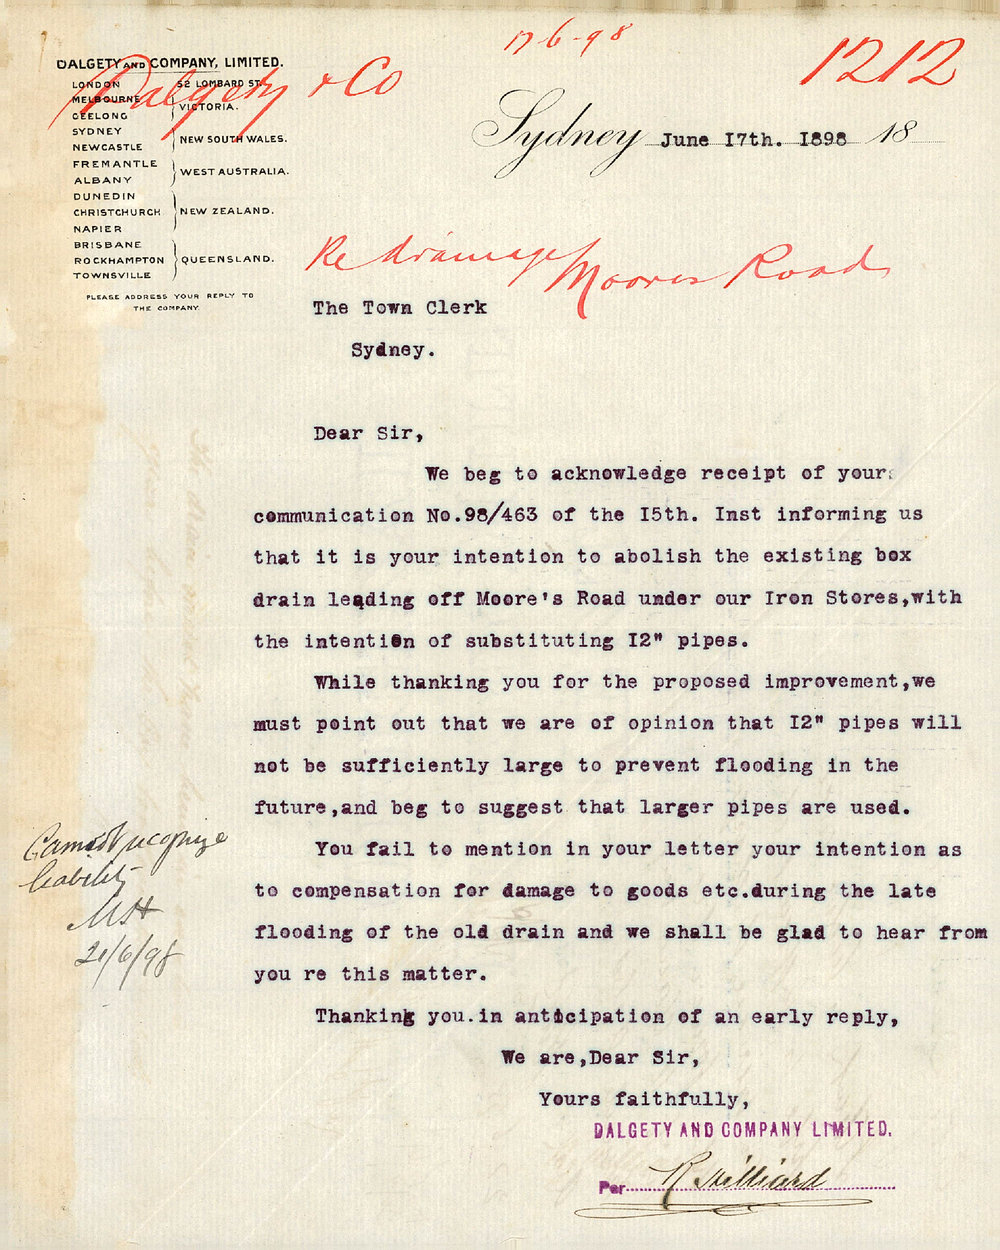 17-6-98
1212
Dalgety & Co
DALGETY AND COMPANY, LIMITED.
LONDON 52 LOMBARD ST.
MELBOURNE
GEELONG
VICTORIA.
SYDNEY
NEWCASTLE
NEW SOUTH WALES.
FREMANTLE
ALBANY
WEST AUSTRALIA.
DUNEDIN
CHRISTCHURCH
NAPIER
NEW ZEALAND.
BRISBANE
ROCKHAMPTON
TOWNSVILLE
QUEENSLAND.
PLEASE ADDRESS YOUR REPLY TO
THE COMPANY.
Sydney June I7th. I898 18
Re drainage Moores Road
The Town Clerk
Sydney.
Dear Sir,
We beg to acknowledge receipt of your
communication No.98/463 of the I5th. Inst informing us
that it is your intention to abolish the existing box
drain leading off Moore's Road under our Iron Stores,with
the intention of substituting I2" pipes.
While thanking you for the proposed improvement,we
must point out that we are of opinion that I2" pipes will
not be sufficiently large to prevent flooding in the
future,and beg to suggest that larger pipes are used.
You fail to mention in your letter your intention as
to compensation for damage to goods etc.during the late
flooding of the old drain and we shall be glad to hear from
you re this matter.
Thanking you.in anticipation of an early reply,
We are,Dear Sir,
Yours faithfully,
DALGETY AND COMPANY LIMITED.
Per R Hilliard
Cannot recognize
liability
21/6/98